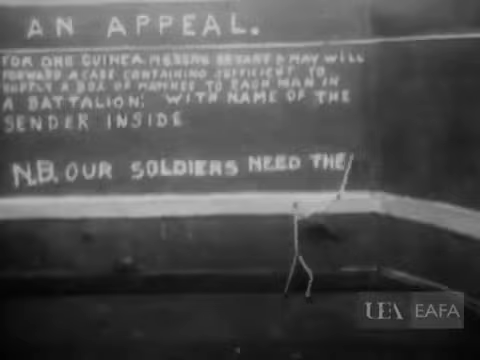 AN APPEAL.
FOR ONE GUINEA MESSRS BRYANT & MAY WILL
FORWARD A CASE CONTAINING SUFFICIENT TO
SUPPLY A BOX OF MATCHES TO EACH MAN IN
A BATTALION: WITH NAME OF THE
SENDER INSIDE
N.B. OUR SOLDIERS NEED THE
UEA EAFA